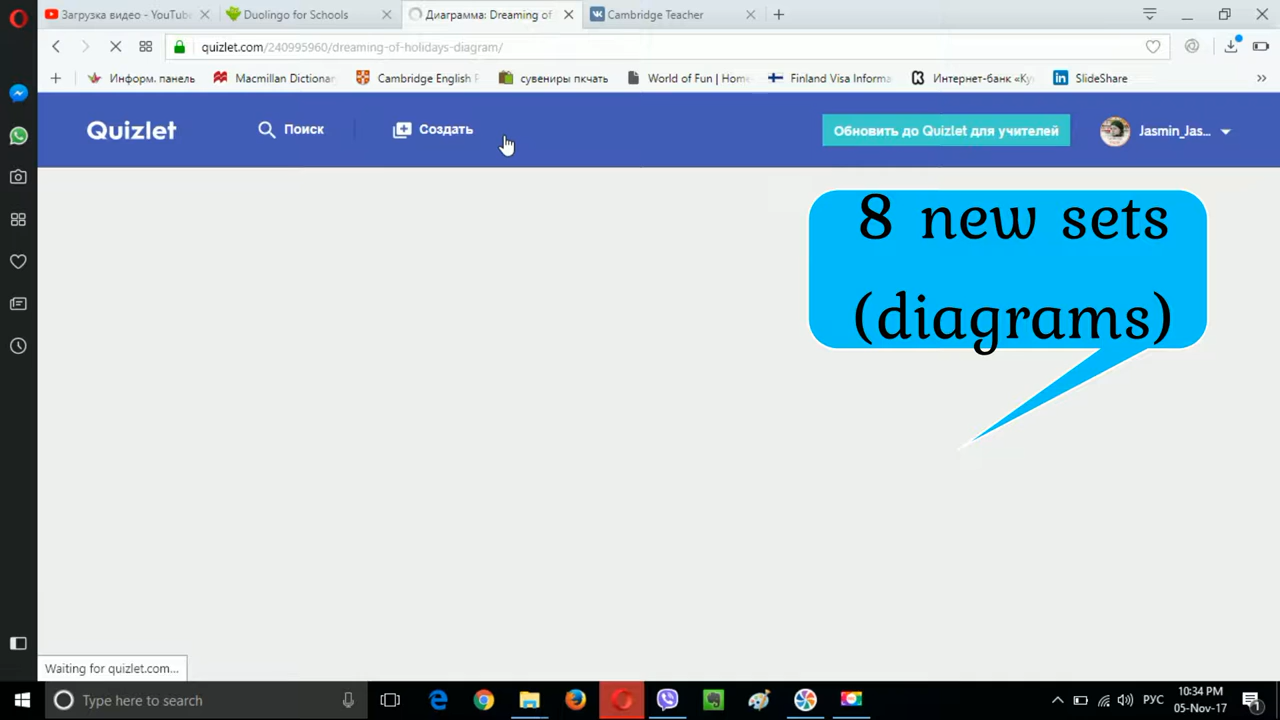 Загрузка видео - YouTube
Duolingo for Schools
Диаграмма: Dreaming of
Cambridge Teacher
quizlet.com/240995960/dreaming-of-holidays-diagram/
Информ. панель
Macmillan Dictionar
Cambridge English
сувениры пкчать
World of Fun | Hom
Finland Visa Informa
Интернет-банк «Ку
SlideShare
Quizlet
Поиск
Создать
Обновить до Quizlet для учителей
Jasmin_Jas...
8 new sets
(diagrams)
Waiting for quizlet.com...
Type here to search
РУС
10:34 PM
05-Nov-17
1